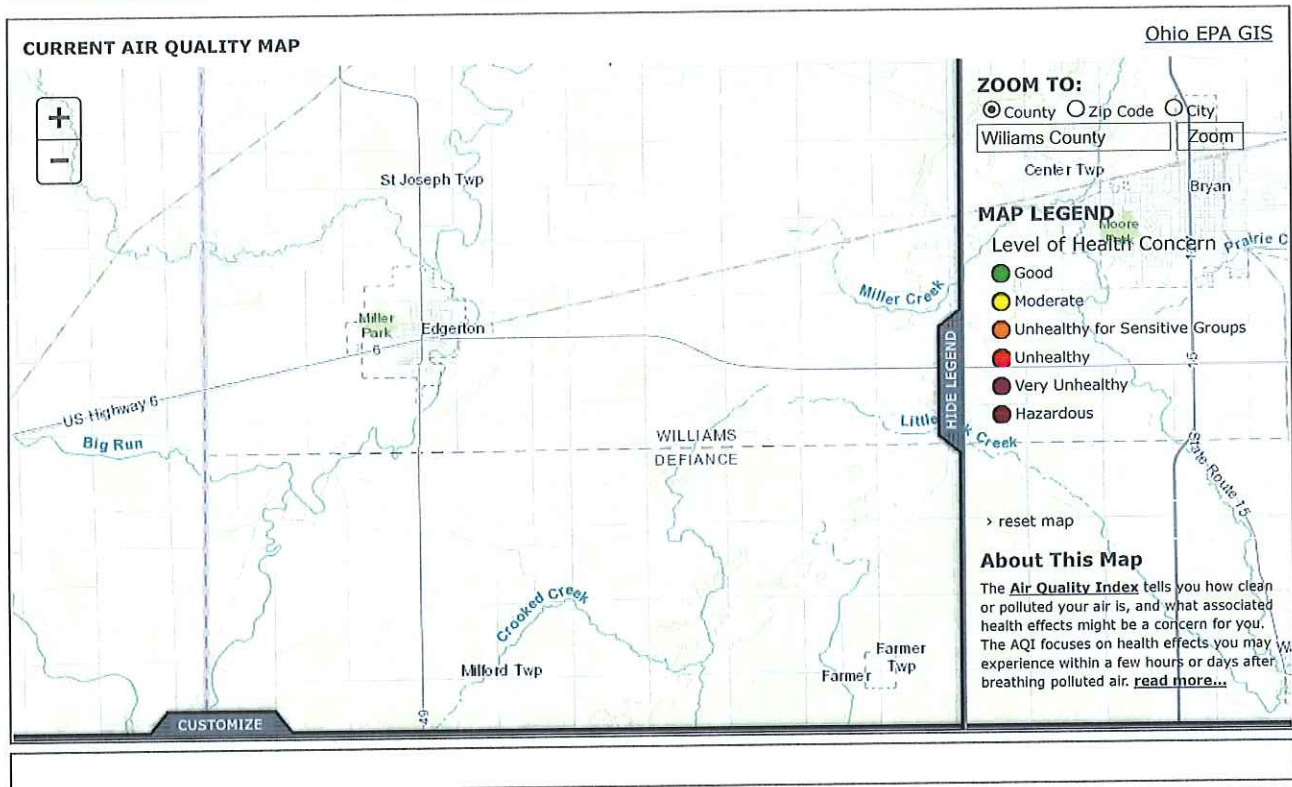 CURRENT AIR QUALITY MAP
Ohio EPA GIS
+
−
ZOOM TO:
County Zip Code City
Wiliams County
Zoom
Center Twp
Bryan
St Joseph Twp
MAP LEGEND
Moore
Park
Level of Health Concern
Prairie C
Good
Moderate
Unhealthy for Sensitive Groups
Unhealthy
Very Unhealthy
Hazardous
Miller Creek
Miller
Park
6
Edgerton
HIDE LEGEND
US Highway 6
Big Run
Little
Creek
WILLIAMS
DEFIANCE
State Route 15
› reset map
About This Map
The Air Quality Index tells you how clean
or polluted your air is, and what associated
health effects might be a concern for you.
The AQI focuses on health effects you may
experience within a few hours or days after
breathing polluted air. read more...
Crooked Creek
Milford Twp
Farmer
Farmer
Twp
49
CUSTOMIZE